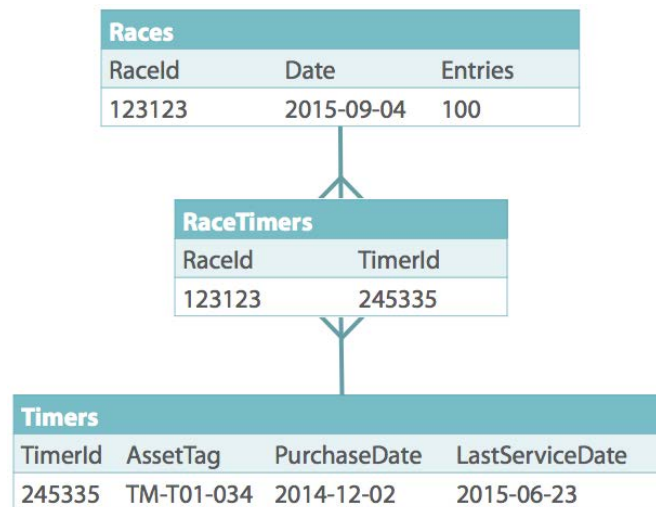 Races
RaceId Date Entries
123123 2015-09-04 100
RaceTimers
RaceId TimerId
123123 245335
Timers
TimerId AssetTag PurchaseDate LastServiceDate
245335 TM-T01-034 2014-12-02 2015-06-23